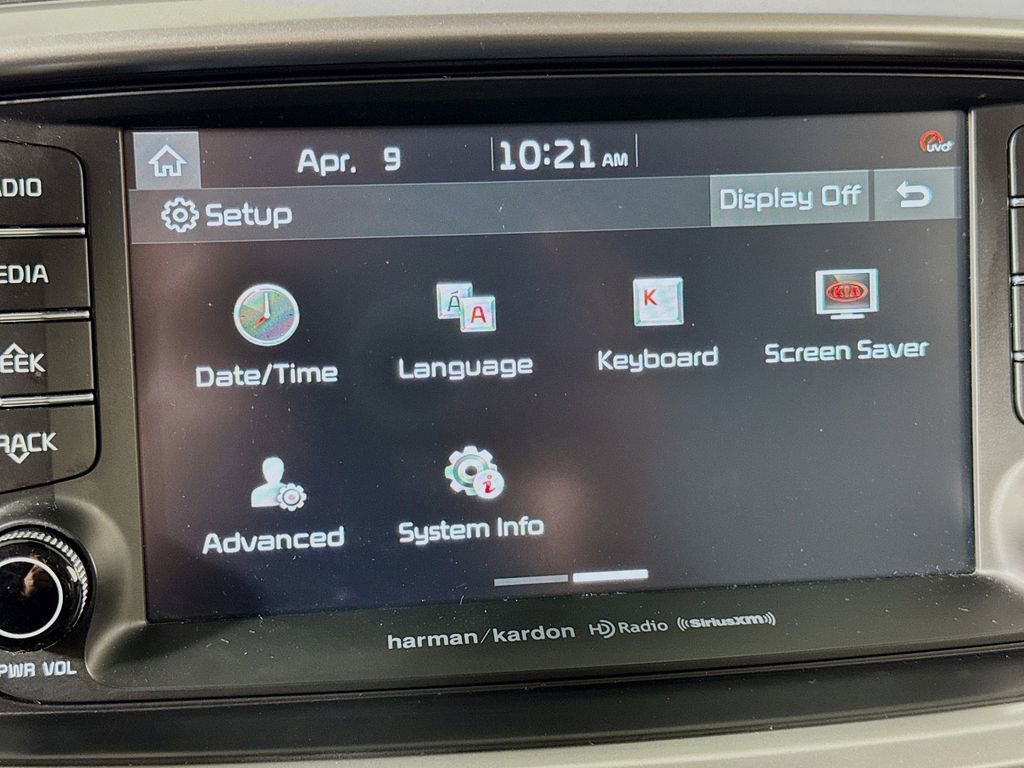 Apr. 9 10:21 AM UVO
Setup Display Off
A A K KIA
Date/Time Language Keyboard Screen Saver
i
Advanced System Info
ADIO
EDIA
EEK
RACK
PWR VOL
harman/kardon HD Radio ((SiriusXM))